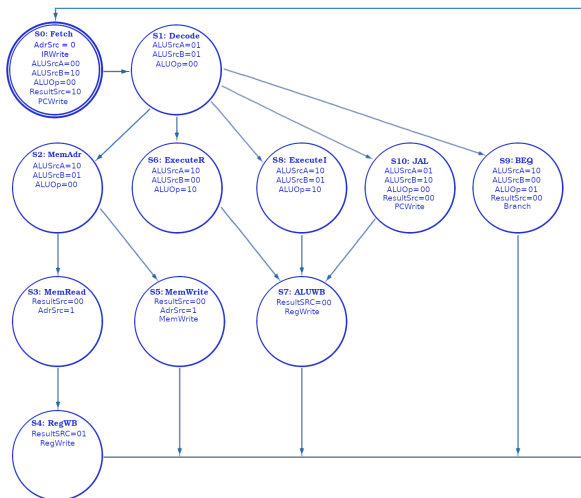 S0: Fetch
AdrSrc = 0
IRWrite
ALUSrcA=00
ALUSrcB=10
ALUOp=00
ResultSrc=10
PCWrite
S1: Decode
ALUSrcA=01
ALUSrcB=01
ALUOp=00
S2: MemAdr
ALUSrcA=10
ALUSrcB=01
ALUOp=00
S6: ExecuteR
ALUSrcA=10
ALUSrcB=00
ALUOp=10
S8: ExecuteI
ALUSrcA=10
ALUSrcB=01
ALUOp=10
S10: JAL
ALUSrcA=01
ALUSrcB=10
ALUOp=00
ResultSrc=00
PCWrite
S9: BEQ
ALUSrcA=10
ALUSrcB=00
ALUOp=01
ResultSrc=00
Branch
S3: MemRead
ResultSrc=00
AdrSrc=1
S5: MemWrite
ResultSrc=00
AdrSrc=1
MemWrite
S7: ALUWB
ResultSRC=00
RegWrite
S4: RegWB
ResultSRC=01
RegWrite